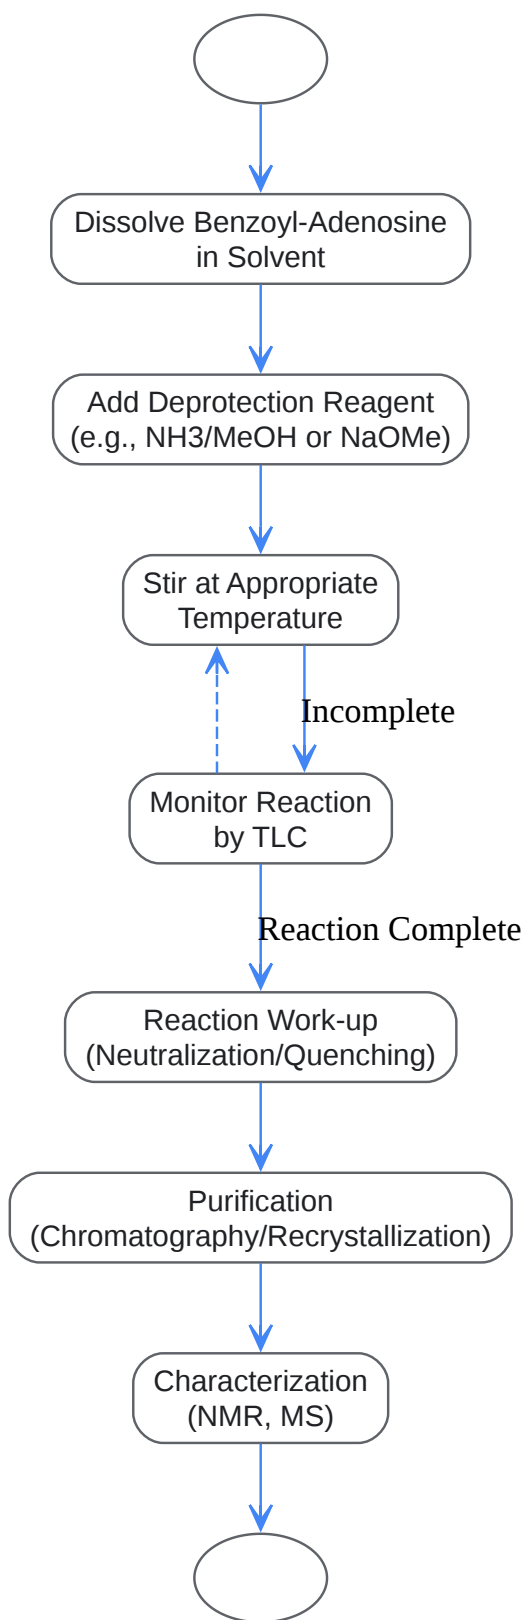 Dissolve Benzoyl-Adenosine
in Solvent
Add Deprotection Reagent
(e.g., NH3/MeOH or NaOMe)
Stir at Appropriate
Temperature
Incomplete
Monitor Reaction
by TLC
Reaction Complete
Reaction Work-up
(Neutralization/Quenching)
Purification
(Chromatography/Recrystallization)
Characterization
(NMR, MS)